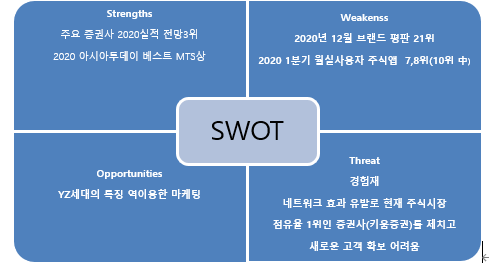 Strengths
주요 증권사 2020실적 전망3위
2020 아시아투데이 베스트 MTS상
Weakenss
2020년 12월 브랜드 평판 21위
2020 1분기 월실사용자 주식앱 7,8위(10위 中)
SWOT
Opportunities
YZ세대의 특징 역이용한 마케팅
Threat
경험재
네트워크 효과 유발로 현재 주식시장
점유율 1위인 증권사(키움증권)를 제치고
새로운 고객 확보 어려움